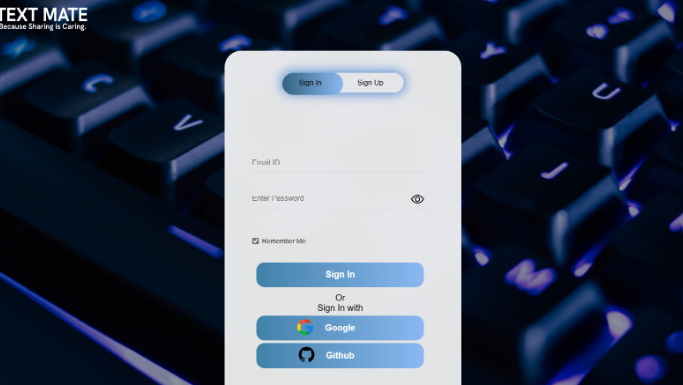 TEXT MATE
Because Sharing is Caring.
Sign In
Sign Up
Email ID
Enter Password
Remember Me
Sign In
Or
Sign In with
Google
Github
C
V
U
J
M